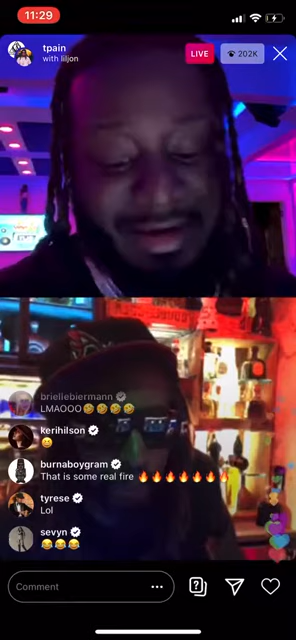 11:29
tpain
with liljon
LIVE
202K
briellebiermann
LMAOOO🤣🤣🤣🤣
kerihilson
😆
burnaboygram
That is some real fire 🔥🔥🔥🔥🔥🔥🔥
tyrese
Lol
sevyn
😂😂😂
Comment